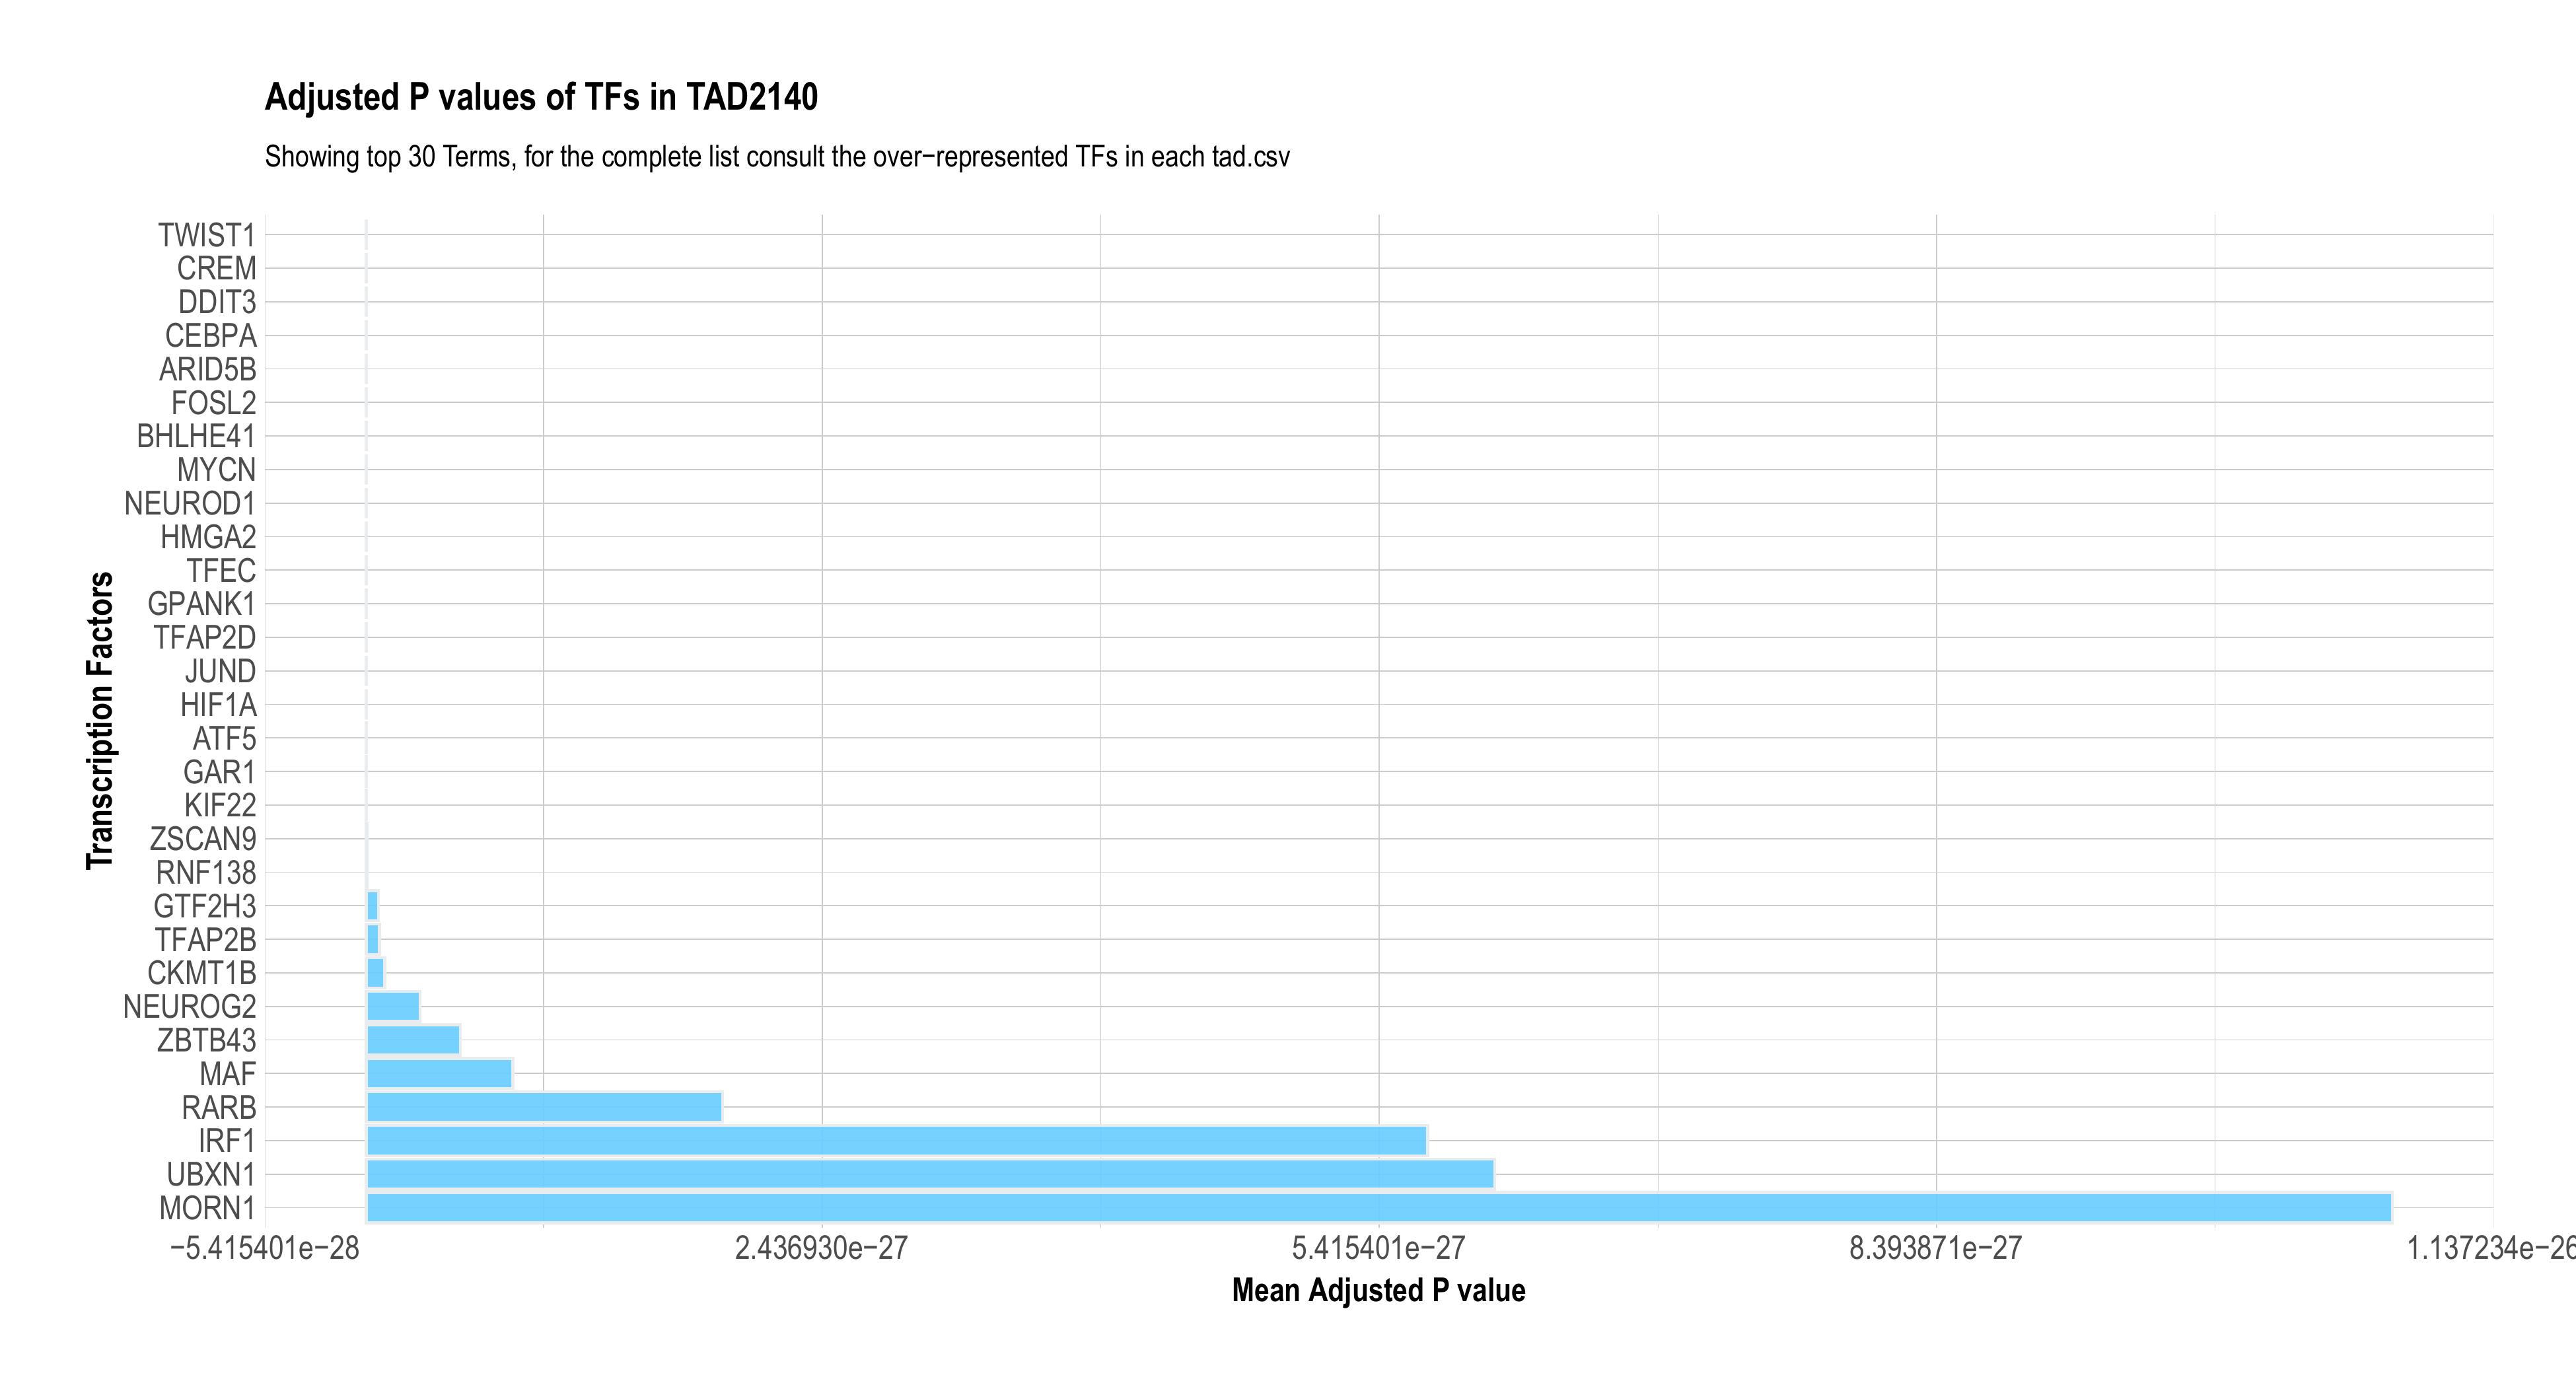 Adjusted P values of TFs in TAD2140
Showing top 30 Terms, for the complete list consult the over−represented TFs in each tad.csv
Transcription Factors
TWIST1
CREM
DDIT3
CEBPA
ARID5B
FOSL2
BHLHE41
MYCN
NEUROD1
HMGA2
TFEC
GPANK1
TFAP2D
JUND
HIF1A
ATF5
GAR1
KIF22
ZSCAN9
RNF138
GTF2H3
TFAP2B
CKMT1B
NEUROG2
ZBTB43
MAF
RARB
IRF1
UBXN1
MORN1
−5.415401e−28 2.436930e−27 5.415401e−27 8.393871e−27 1.137234e−26
Mean Adjusted P value